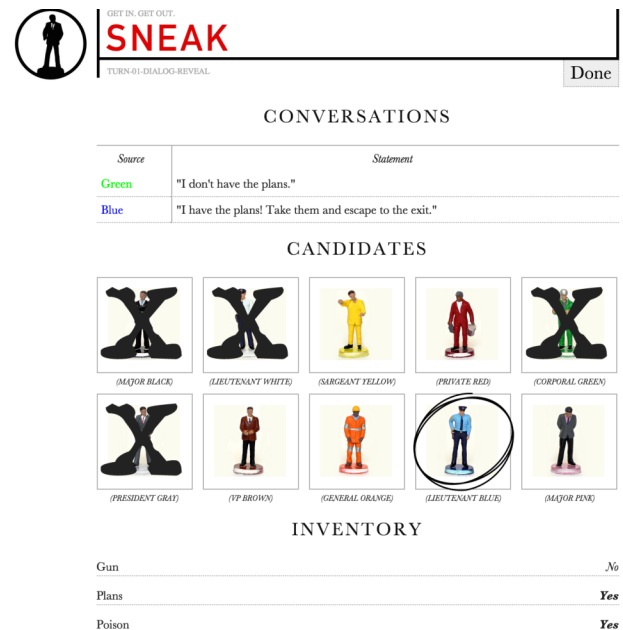 GET IN. GET OUT.
SNEAK
TURN-01-DIALOG-REVEAL
Done
CONVERSATIONS
Source Statement
Green "I don't have the plans."
Blue "I have the plans! Take them and escape to the exit."
CANDIDATES
(MAJOR BLACK) (LIEUTENANT WHITE) (SARGEANT YELLOW) (PRIVATE RED) (CORPORAL GREEN)
(PRESIDENT GRAY) (VP BROWN) (GENERAL ORANGE) (LIEUTENANT BLUE) (MAJOR PINK)
INVENTORY
Gun No
Plans Yes
Poison Yes